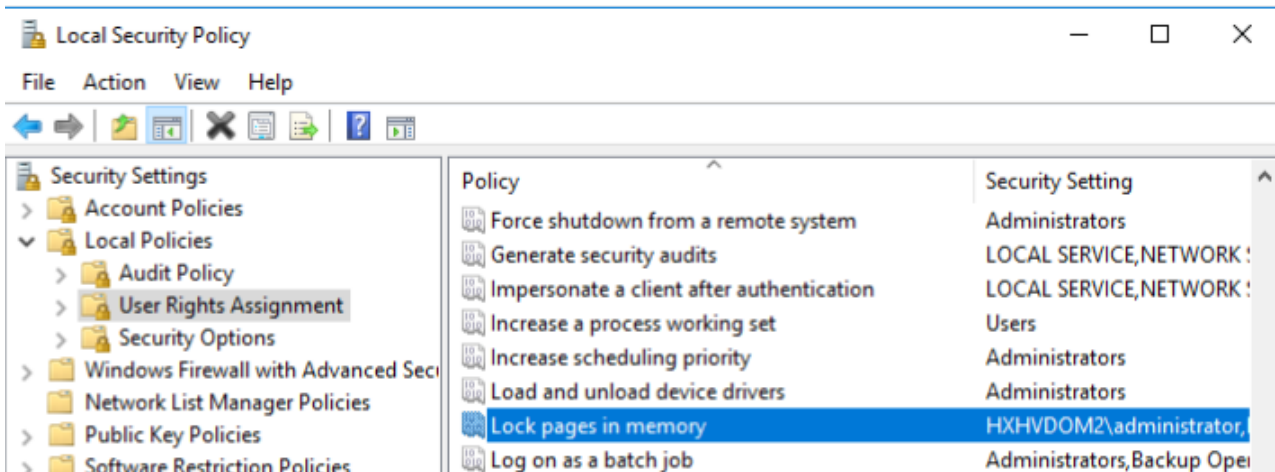 Local Security Policy
File Action View Help
Security Settings
Account Policies
Local Policies
Audit Policy
User Rights Assignment
Security Options
Windows Firewall with Advanced
Network List Manager Policies
Public Key Policies
Software Restriction Policies
Policy Security Setting
Force shutdown from a remote system Administrators
Generate security audits LOCAL SERVICE,NETWORK
Impersonate a client after authentication LOCAL SERVICE,NETWORK
Increase a process working set Users
Increase scheduling priority Administrators
Load and unload device drivers Administrators
Lock pages in memory HXHVDOM2\administrator,
Log on as a batch job Administrators,Backup